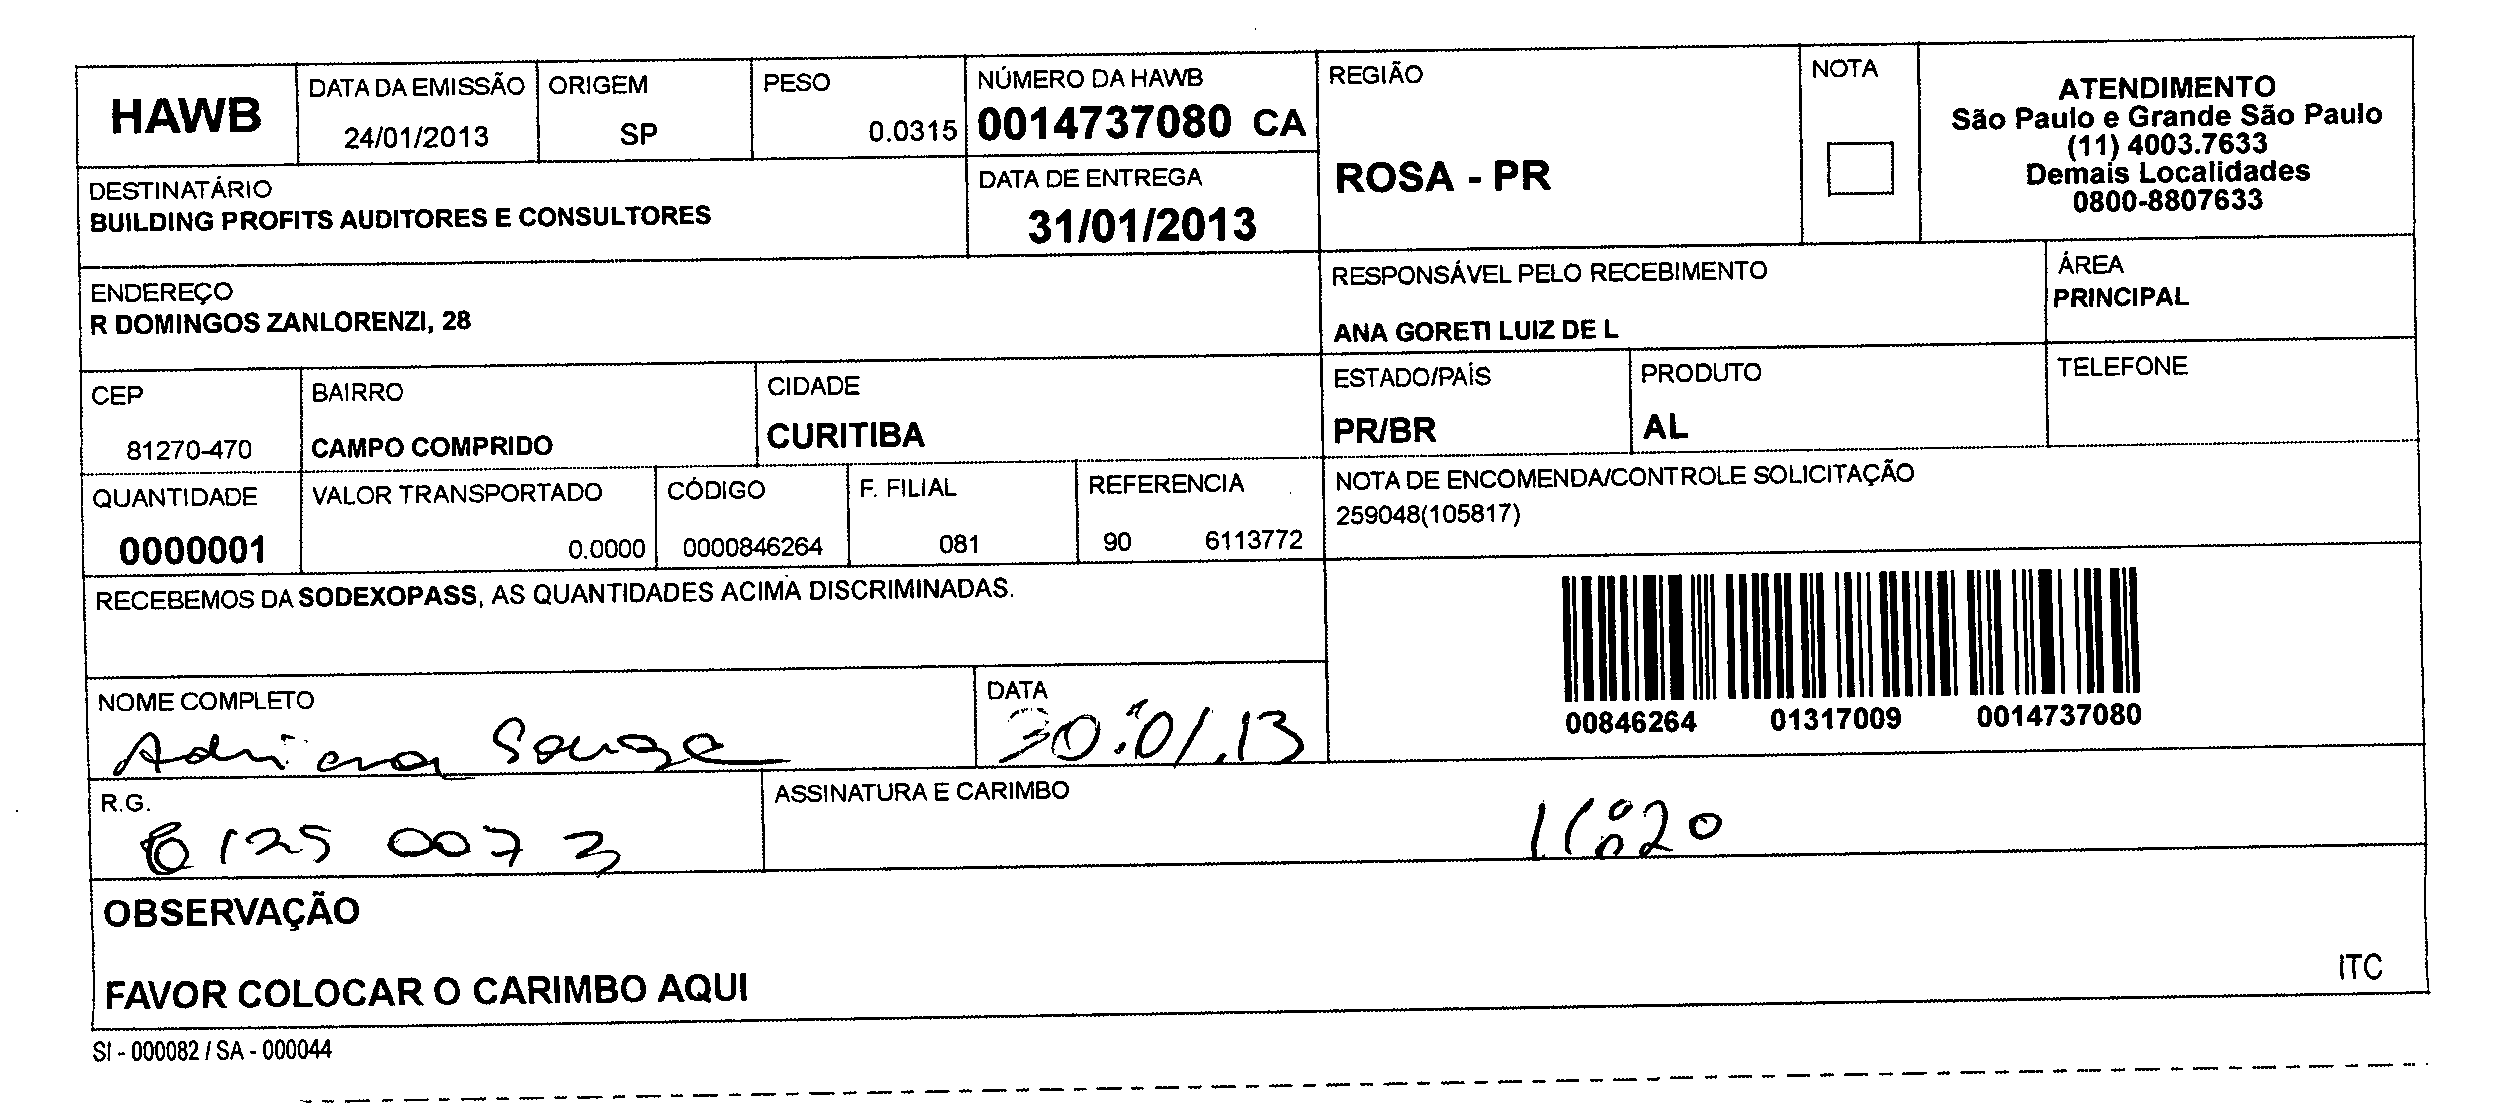 HAWB
DATA DA EMISSÃO
24/01/2013
ORIGEM
SP
PESO
0.0315
NÚMERO DA HAWB
0014737080 CA
REGIÃO
ROSA - PR
NOTA
ATENDIMENTO
São Paulo e Grande São Paulo
(11) 4003.7633
Demais Localidades
0800-8807633
DESTINATÁRIO
BUILDING PROFITS AUDITORES E CONSULTORES
DATA DE ENTREGA
31/01/2013
ENDEREÇO
R DOMINGOS ZANLORENZI, 28
RESPONSÁVEL PELO RECEBIMENTO
ANA GORETI LUIZ DE L
ÁREA
PRINCIPAL
CEP
81270-470
BAIRRO
CAMPO COMPRIDO
CIDADE
CURITIBA
ESTADO/PAÍS
PR/BR
PRODUTO
AL
TELEFONE
QUANTIDADE
0000001
VALOR TRANSPORTADO
0.0000
CÓDIGO
0000846264
F. FILIAL
081
REFERENCIA
90 6113772
NOTA DE ENCOMENDA/CONTROLE SOLICITAÇÃO
259048(105817)
RECEBEMOS DA SODEXOPASS, AS QUANTIDADES ACIMA DISCRIMINADAS.
00846264 01317009 0014737080
NOME COMPLETO
Adriana Souza
DATA
30.01.13
R.G.
6125 007 3
ASSINATURA E CARIMBO
11:20
OBSERVAÇÃO
FAVOR COLOCAR O CARIMBO AQUI
ITC
SI - 000082 / SA - 000044